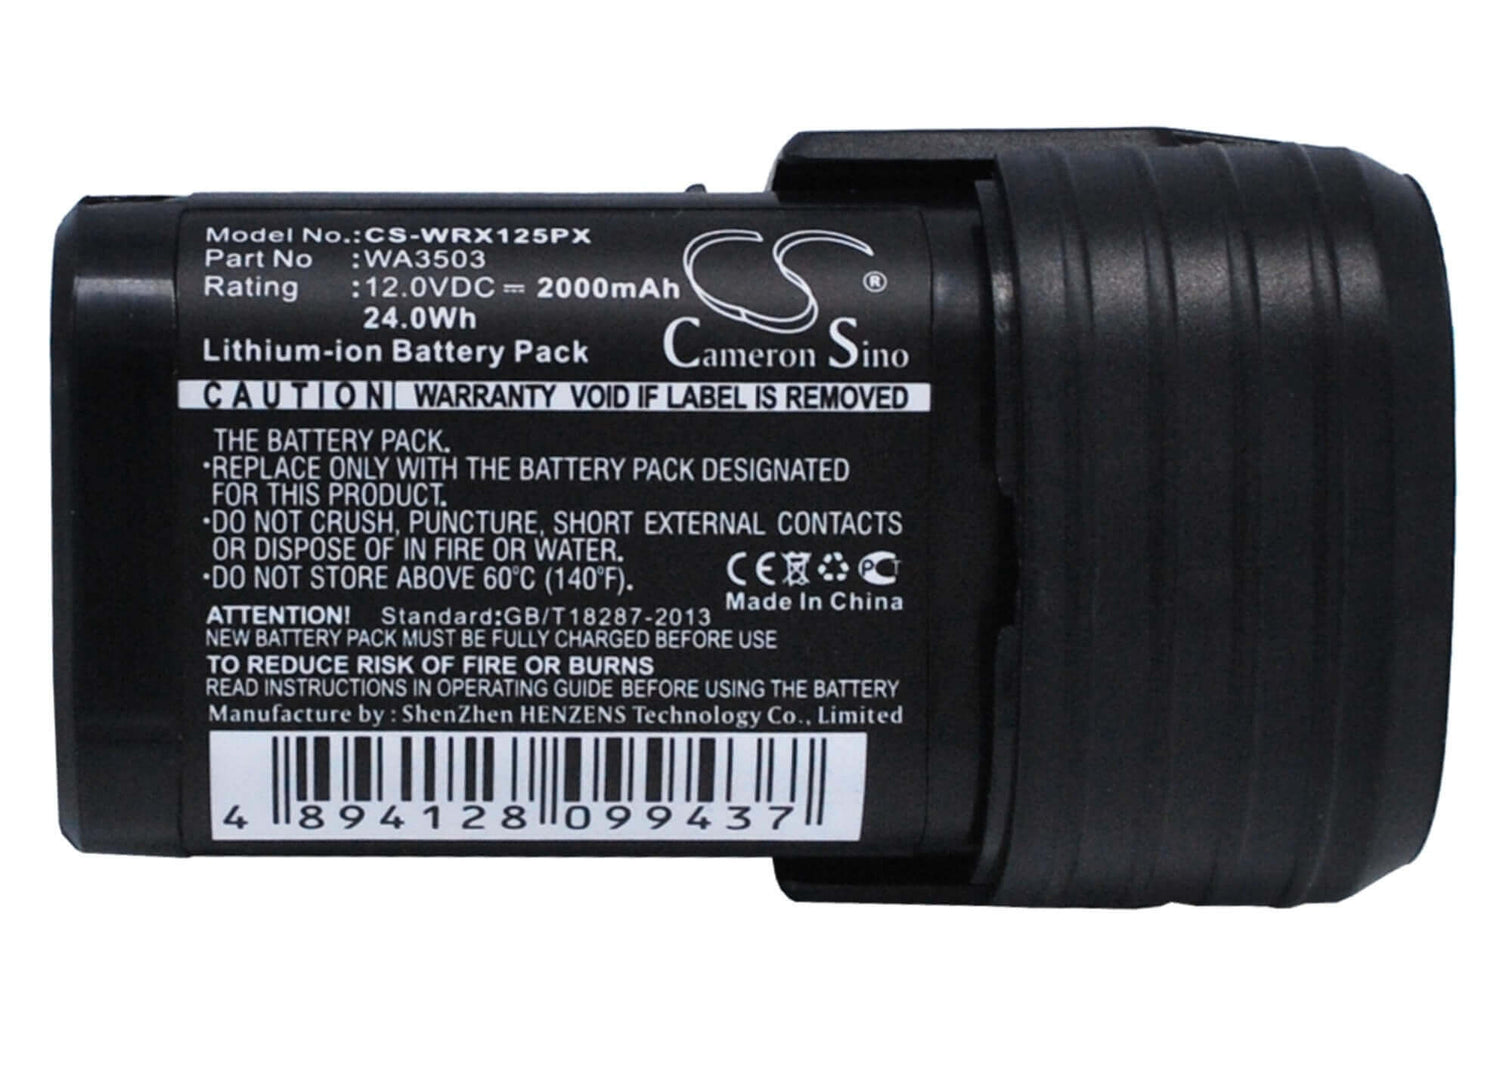 Model No.:CS-WRX125PX
Part No :WA3503
Rating :12.0VDC ⎓ 2000mAh
24.0Wh
CS ®
Cameron Sino
Lithium-ion Battery Pack
CAUTION| WARRANTY VOID IF LABEL IS REMOVED
THE BATTERY PACK.
•REPLACE ONLY WITH THE BATTERY PACK DESIGNATED
FOR THIS PRODUCT.
•DO NOT CRUSH, PUNCTURE, SHORT EXTERNAL CONTACTS
OR DISPOSE OF IN FIRE OR WATER.
•DO NOT STORE ABOVE 60°C (140°F).
CE PCT
Made In China
ATTENTION! Standard:GB/T18287-2013
NEW BATTERY PACK MUST BE FULLY CHARGED BEFORE USE
TO REDUCE RISK OF FIRE OR BURNS
READ INSTRUCTIONS IN OPERATING GUIDE BEFORE USING THE BATTERY
Manufacture by : ShenZhen HENZENS Technology Co., Limited
4 894128 099437